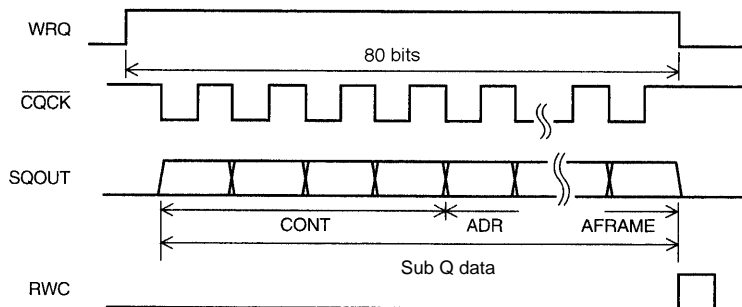 WRQ
80 bits
CQCK
SQOUT
CONT ADR AFRAME
Sub Q data
RWC